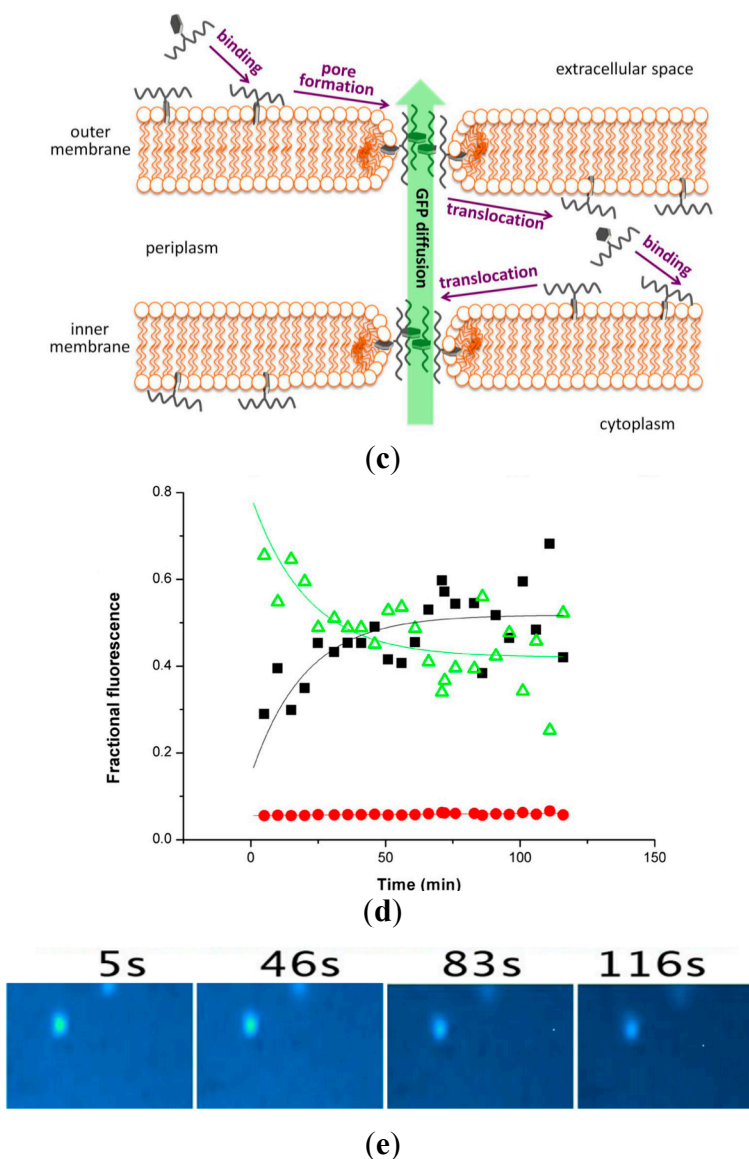 binding
pore
formation
extracellular space
outer
membrane
GFP diffusion
translocation
periplasm
binding
translocation
inner
membrane
cytoplasm
(c)
0.8
0.6
0.4
0.2
0.0
Fractional fluorescence
0
50
100
150
Time (min)
(d)
5s 46s 83s 116s
(e)